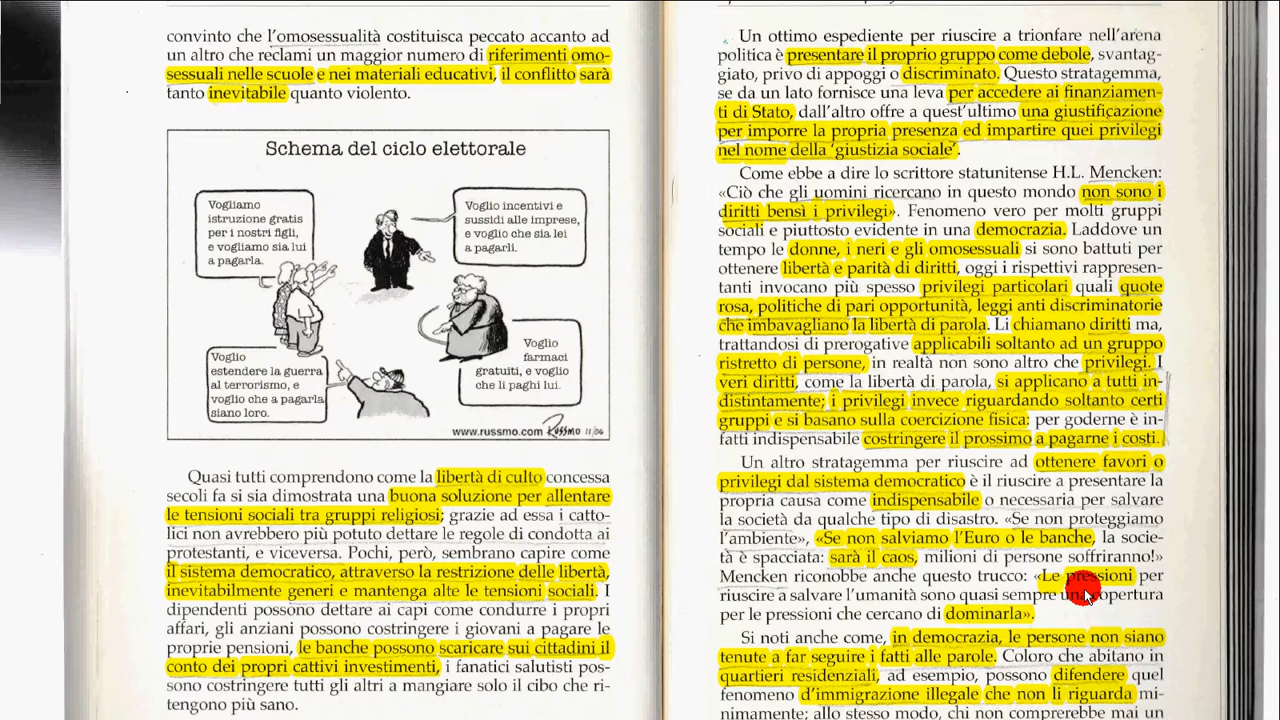 convinto che l'omosessualità costituisca peccato accanto ad
un altro che reclami un maggior numero di riferimenti omo-
sessuali nelle scuole e nei materiali educativi, il conflitto sarà
tanto inevitabile quanto violento.
Schema del ciclo elettorale
Vogliamo
istruzione gratis
per i nostri figli,
e vogliamo sia lui
a pagarla.
Voglio incentivi e
sussidi alle imprese,
e voglio che sia lei
a pagarli.
Voglio
estendere la guerra
al terrorismo, e
voglio che a pagarla
siano loro.
Voglio
farmaci
gratuiti, e voglio
che li paghi lui.
www.russmo.com Russmo 11/04
Quasi tutti comprendono come la libertà di culto concessa
secoli fa si sia dimostrata una buona soluzione per allentare
le tensioni sociali tra gruppi religiosi; grazie ad essa i catto-
lici non avrebbero più potuto dettare le regole di condotta ai
protestanti, e viceversa. Pochi, però, sembrano capire come
il sistema democratico, attraverso la restrizione delle libertà,
inevitabilmente generi e mantenga alte le tensioni sociali. I
dipendenti possono dettare ai capi come condurre i propri
affari, gli anziani possono costringere i giovani a pagare le
proprie pensioni, le banche possono scaricare sui cittadini il
conto dei propri cattivi investimenti, i fanatici salutisti pos-
sono costringere tutti gli altri a mangiare solo il cibo che ri-
tengono più sano.
Un ottimo espediente per riuscire a trionfare nell'arena
politica è presentare il proprio gruppo come debole, svantag-
giato, privo di appoggi o discriminato. Questo stratagemma,
se da un lato fornisce una leva per accedere ai finanziamen-
ti di Stato, dall'altro offre a quest'ultimo una giustificazione
per imporre la propria presenza ed impartire quei privilegi
nel nome della 'giustizia sociale'.
Come ebbe a dire lo scrittore statunitense H.L. Mencken:
«Ciò che gli uomini ricercano in questo mondo non sono i
diritti bensì i privilegi». Fenomeno vero per molti gruppi
sociali e piuttosto evidente in una democrazia. Laddove un
tempo le donne, i neri e gli omosessuali si sono battuti per
ottenere libertà e parità di diritti, oggi i rispettivi rappresen-
tanti invocano più spesso privilegi particolari quali quote
rosa, politiche di pari opportunità, leggi anti discriminatorie
che imbavagliano la libertà di parola. Li chiamano diritti ma,
trattandosi di prerogative applicabili soltanto ad un gruppo
ristretto di persone, in realtà non sono altro che privilegi. I
veri diritti, come la libertà di parola, si applicano a tutti in-
distintamente; i privilegi invece riguardando soltanto certi
gruppi e si basano sulla coercizione fisica: per goderne è in-
fatti indispensabile costringere il prossimo a pagarne i costi.
Un altro stratagemma per riuscire ad ottenere favori o
privilegi dal sistema democratico è il riuscire a presentare la
propria causa come indispensabile o necessaria per salvare
la società da qualche tipo di disastro. «Se non proteggiamo
l'ambiente», «Se non salviamo l'Euro o le banche, la socie-
tà è spacciata: sarà il caos, milioni di persone soffriranno!»
Mencken riconobbe anche questo trucco: «Le pressioni per
riuscire a salvare l'umanità sono quasi sempre una copertura
per le pressioni che cercano di dominarla».
Si noti anche come, in democrazia, le persone non siano
tenute a far seguire i fatti alle parole. Coloro che abitano in
quartieri residenziali, ad esempio, possono difendere quel
fenomeno d'immigrazione illegale che non li riguarda mi-
nimamente; allo stesso modo, chi non comprerebbe mai un